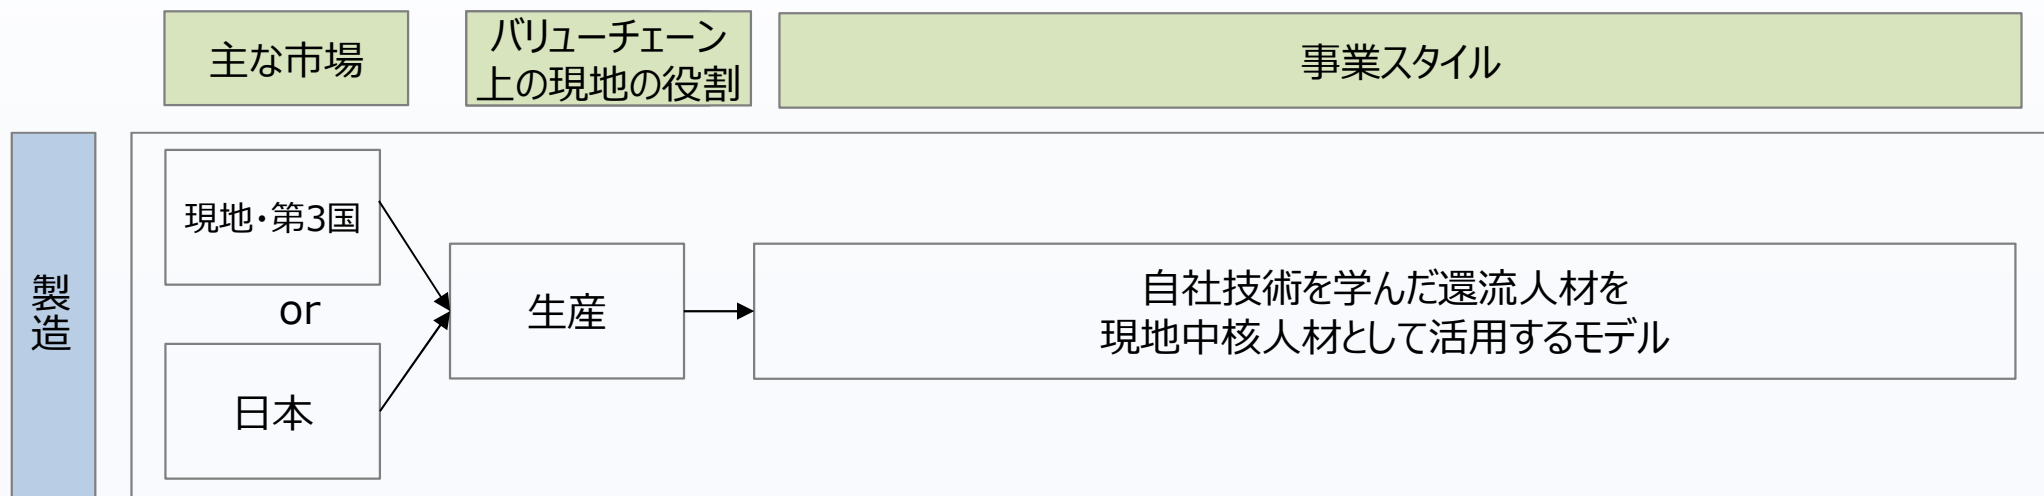 主な市場
バリューチェーン
上の現地の役割
事業スタイル
製造
現地・第3国
or
日本
生産
自社技術を学んだ還流人材を
現地中核人材として活用するモデル